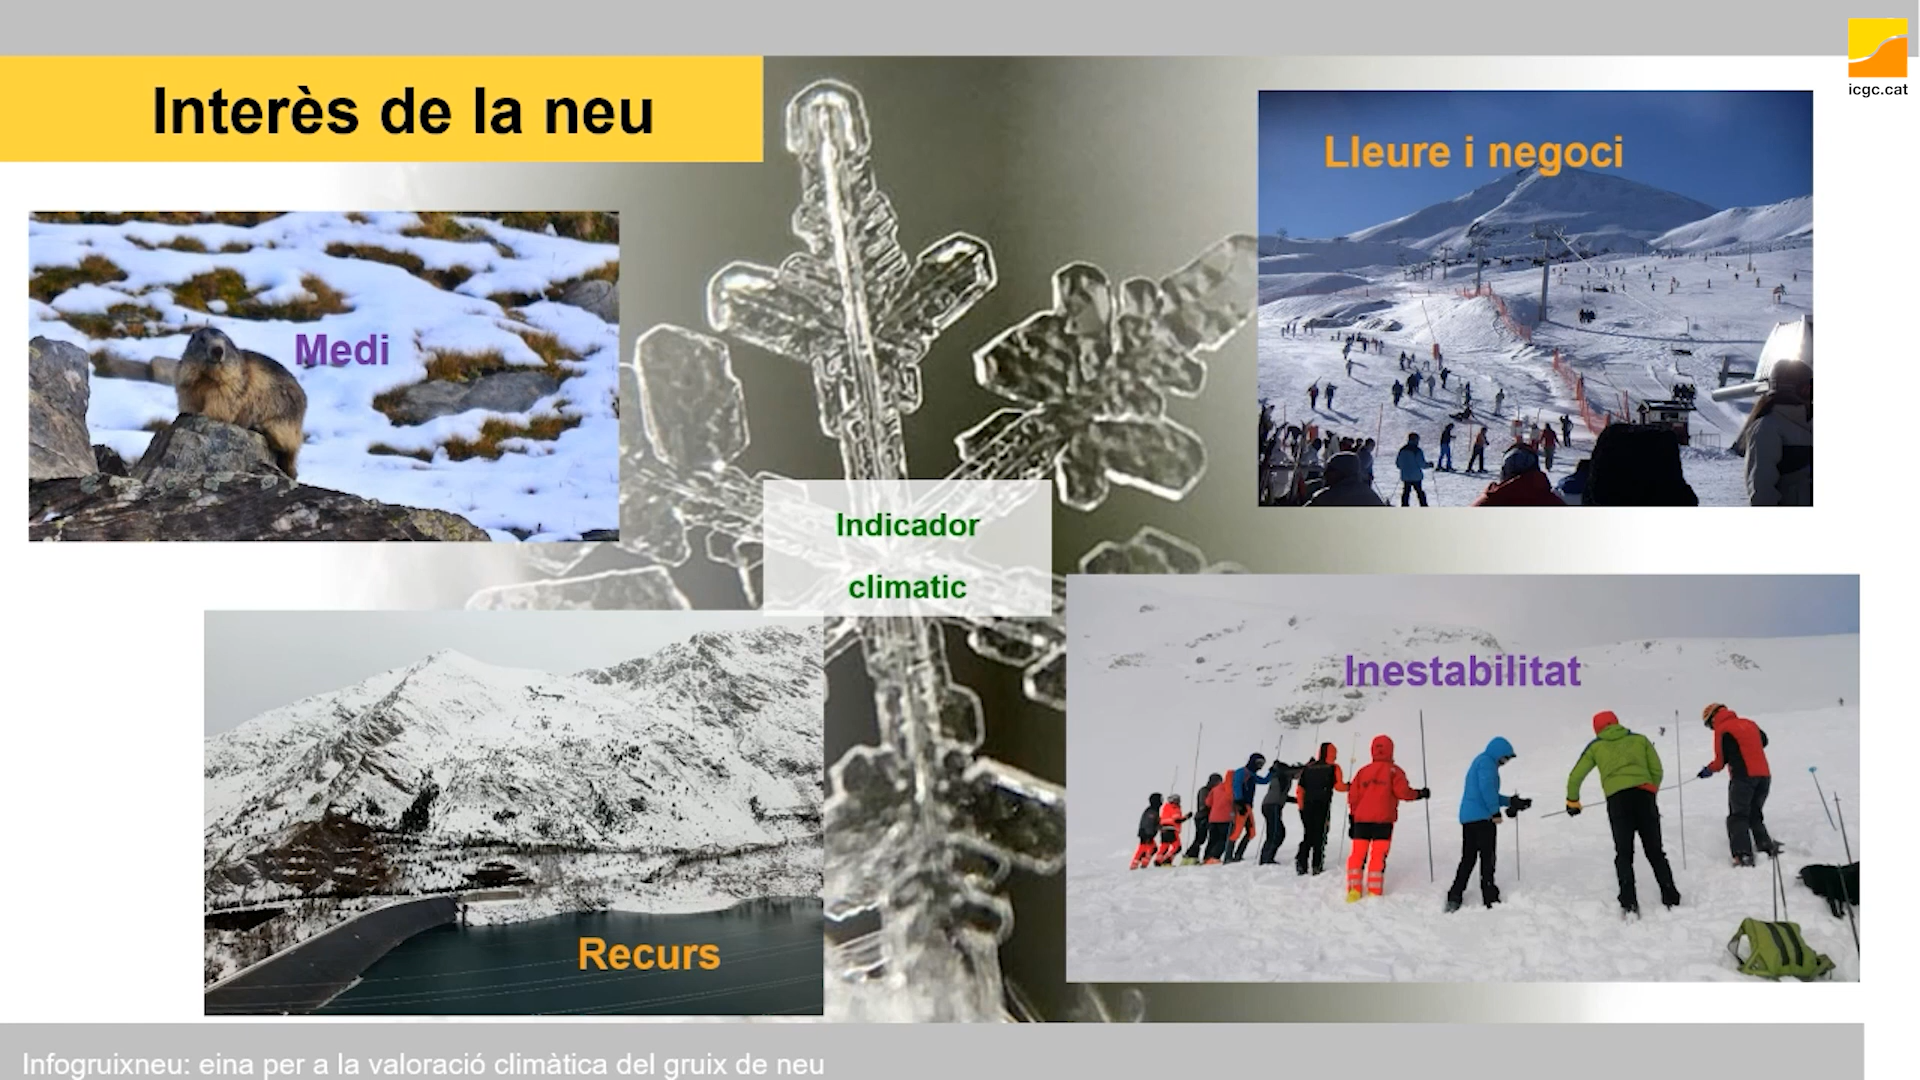 Interès de la neu
icgc.cat
Lleure i negoci
Medi
Indicador
climatic
Inestabilitat
Recurs
Infogruixneu: eina per a la valoració climàtica del gruix de neu